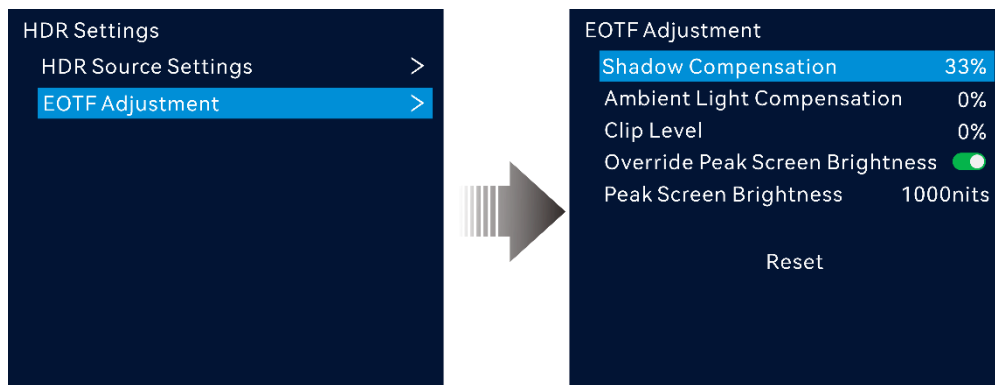 HDR Settings
HDR Source Settings >
EOTF Adjustment >
EOTF Adjustment
Shadow Compensation 33%
Ambient Light Compensation 0%
Clip Level 0%
Override Peak Screen Brightness
Peak Screen Brightness 1000nits
Reset